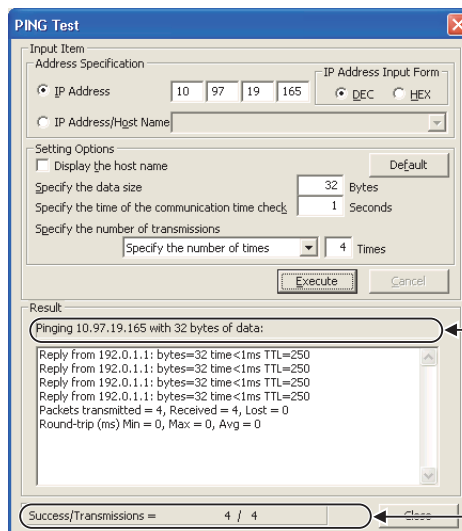 PING Test
Input Item
Address Specification
IP Address Input Form
IP Address 10 97 19 165 DEC HEX
IP Address/Host Name
Setting Options
Display the host name Default
Specify the data size 32 Bytes
Specify the time of the communication time check 1 Seconds
Specify the number of transmissions
Specify the number of times 4 Times
Execute Cancel
Result
Pinging 10.97.19.165 with 32 bytes of data:
Reply from 192.0.1.1: bytes=32 time<1ms TTL=250
Reply from 192.0.1.1: bytes=32 time<1ms TTL=250
Reply from 192.0.1.1: bytes=32 time<1ms TTL=250
Reply from 192.0.1.1: bytes=32 time<1ms TTL=250
Packets transmitted = 4, Received = 4, Lost = 0
Round-trip (ms) Min = 0, Max = 0, Avg = 0
Success/Transmissions = 4 / 4 Close